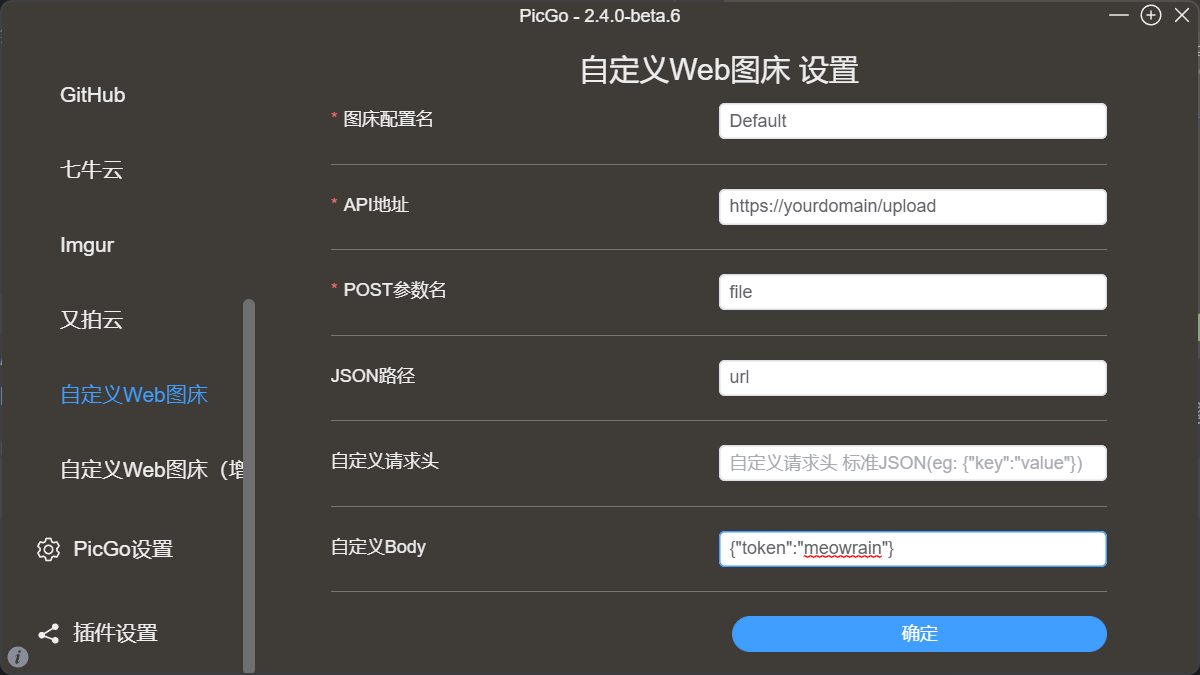 PicGo - 2.4.0-beta.6
GitHub
七牛云
Imgur
又拍云
自定义Web图床
自定义Web图床（增
PicGo设置
插件设置
自定义Web图床 设置
* 图床配置名
Default
* API地址
https://yourdomain/upload
* POST参数名
file
JSON路径
url
自定义请求头
自定义请求头 标准JSON(eg: {"key":"value"})
自定义Body
{"token":"meowrain"}
确定